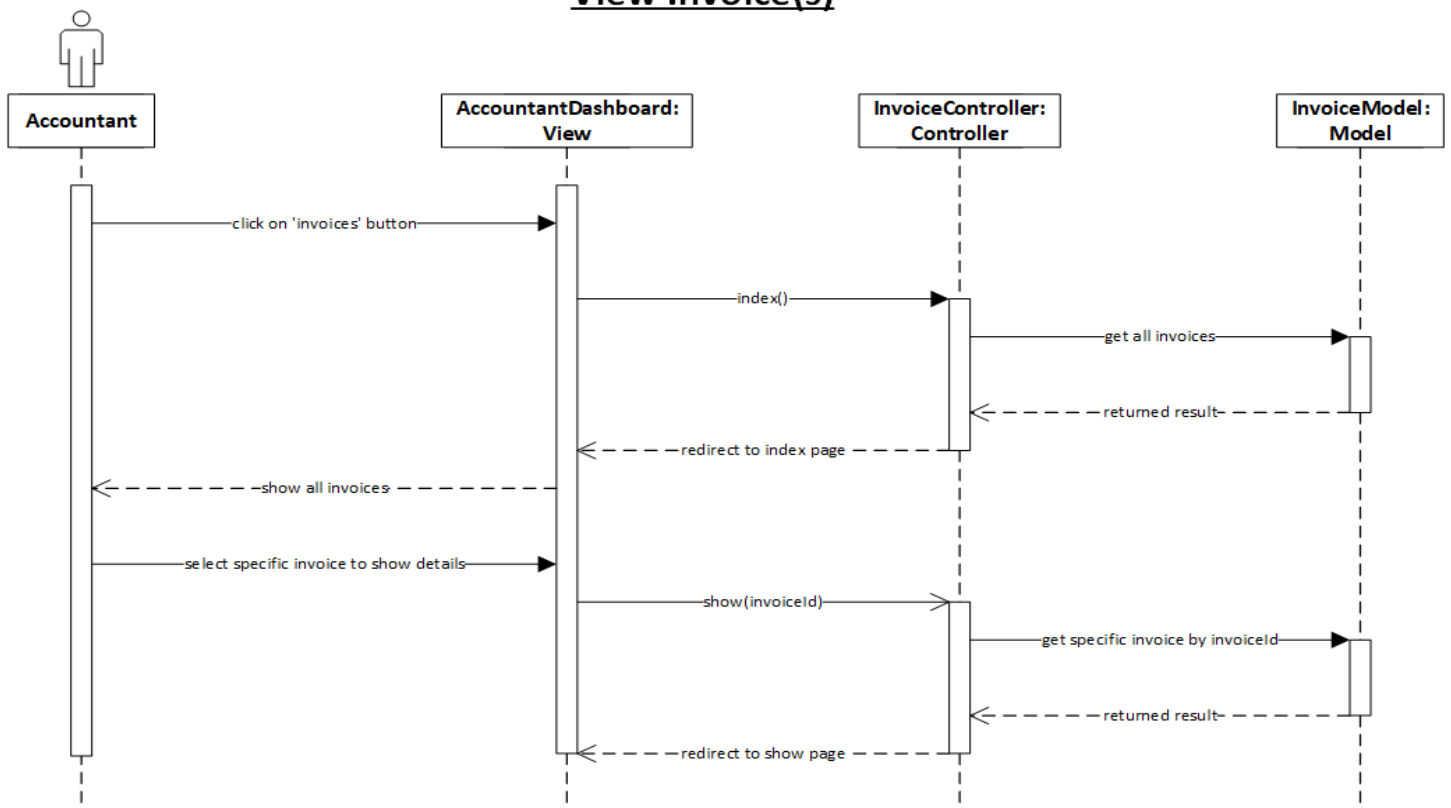 View Invoice(s)
Accountant
AccountantDashboard:
View
InvoiceController:
Controller
InvoiceModel:
Model
click on 'invoices' button
index()
get all invoices
returned result
redirect to index page
show all invoices
select specific invoice to show details
show(invoiceId)
get specific invoice by invoiceId
returned result
redirect to show page